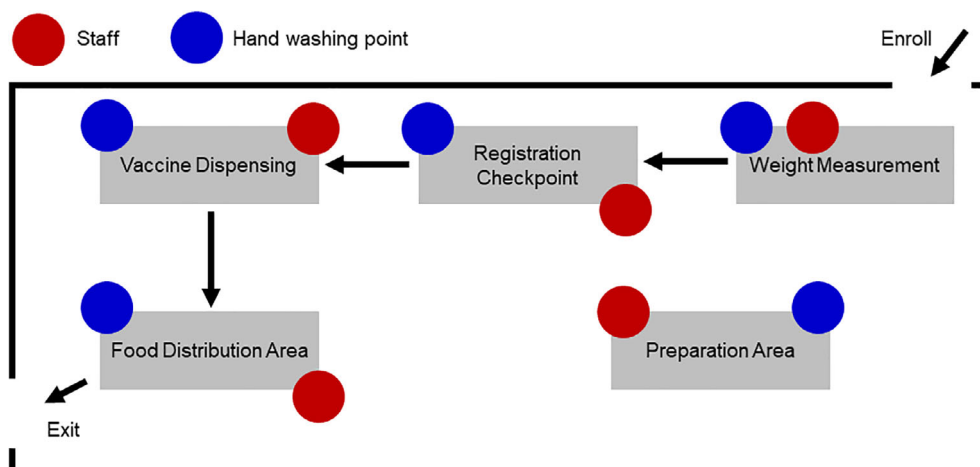 Staff
Hand washing point
Enroll
Vaccine Dispensing
Registration
Checkpoint
Weight Measurement
Food Distribution Area
Preparation Area
Exit